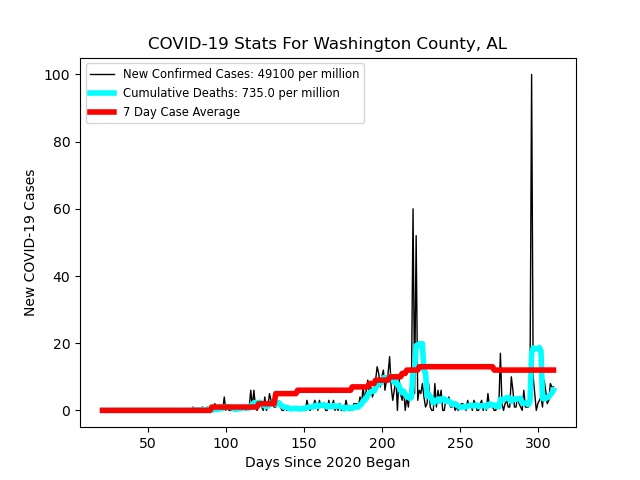 COVID-19 Stats For Washington County, AL
New Confirmed Cases: 49100 per million
Cumulative Deaths: 735.0 per million
7 Day Case Average
100
80
60
40
20
0
New COVID-19 Cases
50 100 150 200 250 300
Days Since 2020 Began